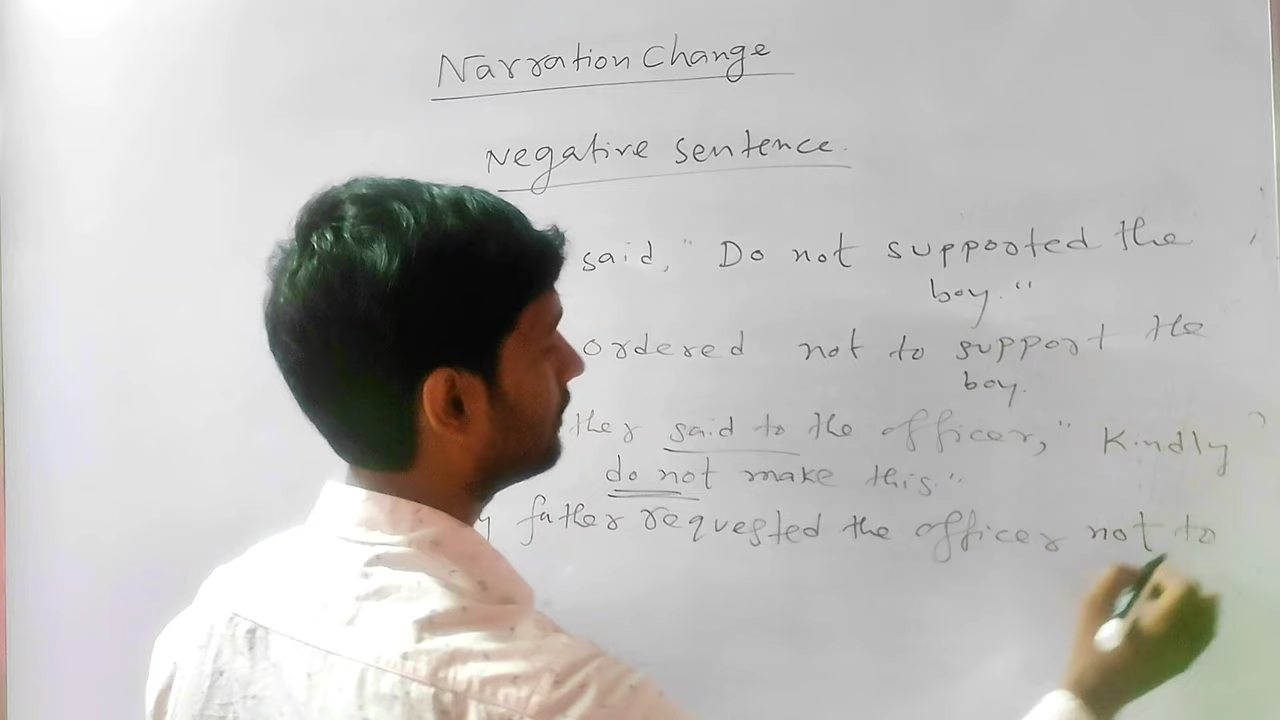 Narration Change
Negative sentence.
said, " Do not supported the
boy. "
ordered not to support the
boy.
ther said to the officer, " Kindly
do not make this. "
y father requested the officer not to